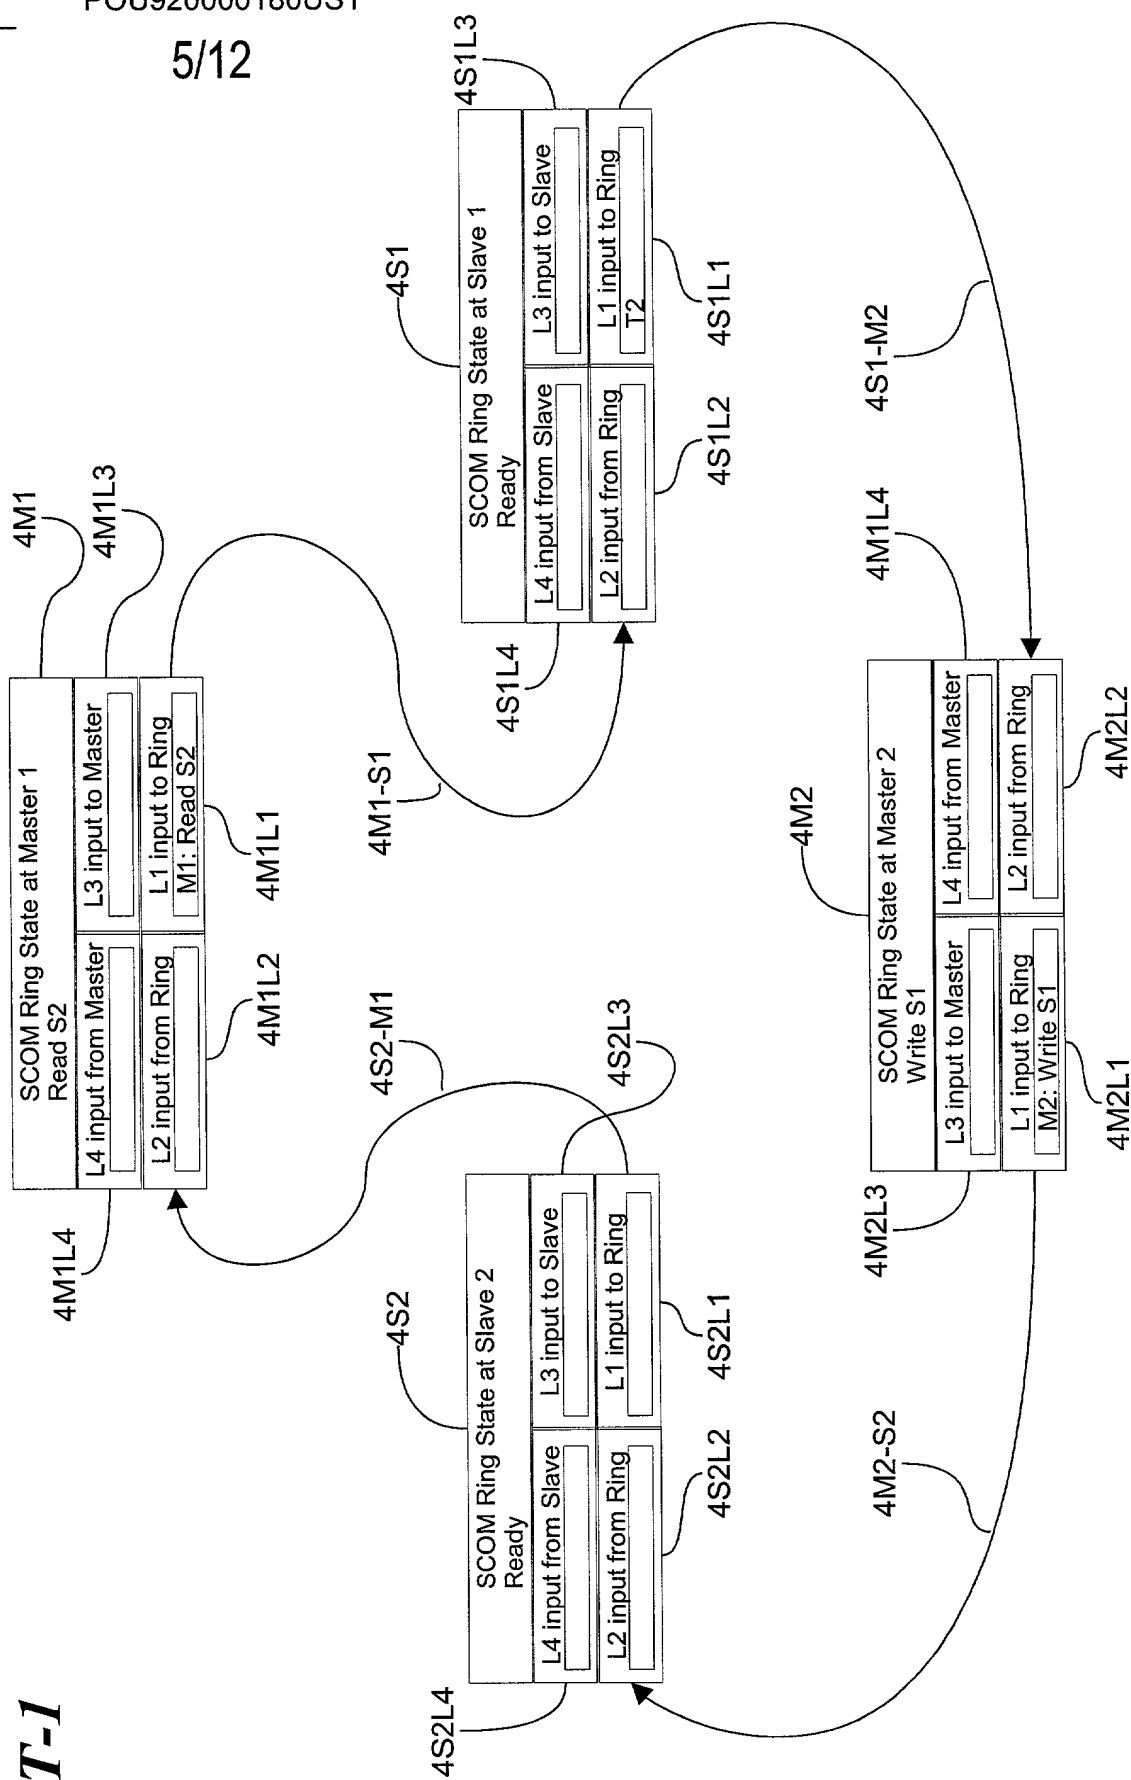 POU920000180US1
5/12
T-1
4M1
4M1L3
4M1L4
SCOM Ring State at Master 1
Read S2
L4 input from Master
L3 input to Master
L2 input from Ring
L1 input to Ring
M1: Read S2
4M1L2
4M1L1
4M1-S1
4S2-M1
4S1
4S1L3
4S1L4
SCOM Ring State at Slave 1
Ready
L4 input from Slave
L3 input to Slave
L2 input from Ring
L1 input to Ring
T2
4S1L2
4S1L1
4S1-M2
4S2
4S2L3
4S2L4
SCOM Ring State at Slave 2
Ready
L4 input from Slave
L3 input to Slave
L2 input from Ring
L1 input to Ring
4S2L2
4S2L1
4M2-S2
4M2
4M1L4
4M2L3
SCOM Ring State at Master 2
Write S1
L3 input to Master
L4 input from Master
L1 input to Ring
M2: Write S1
L2 input from Ring
4M2L1
4M2L2